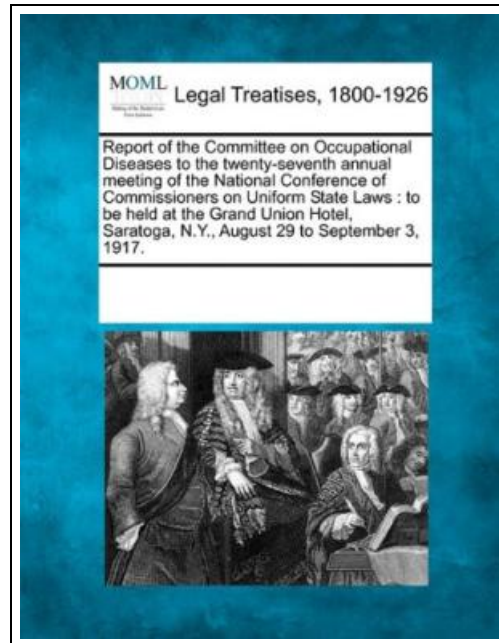 MOML
Legal Treatises, 1800-1926
Report of the Committee on Occupational
Diseases to the twenty-seventh annual
meeting of the National Conference of
Commissioners on Uniform State Laws : to
be held at the Grand Union Hotel,
Saratoga, N.Y., August 29 to September 3,
1917.